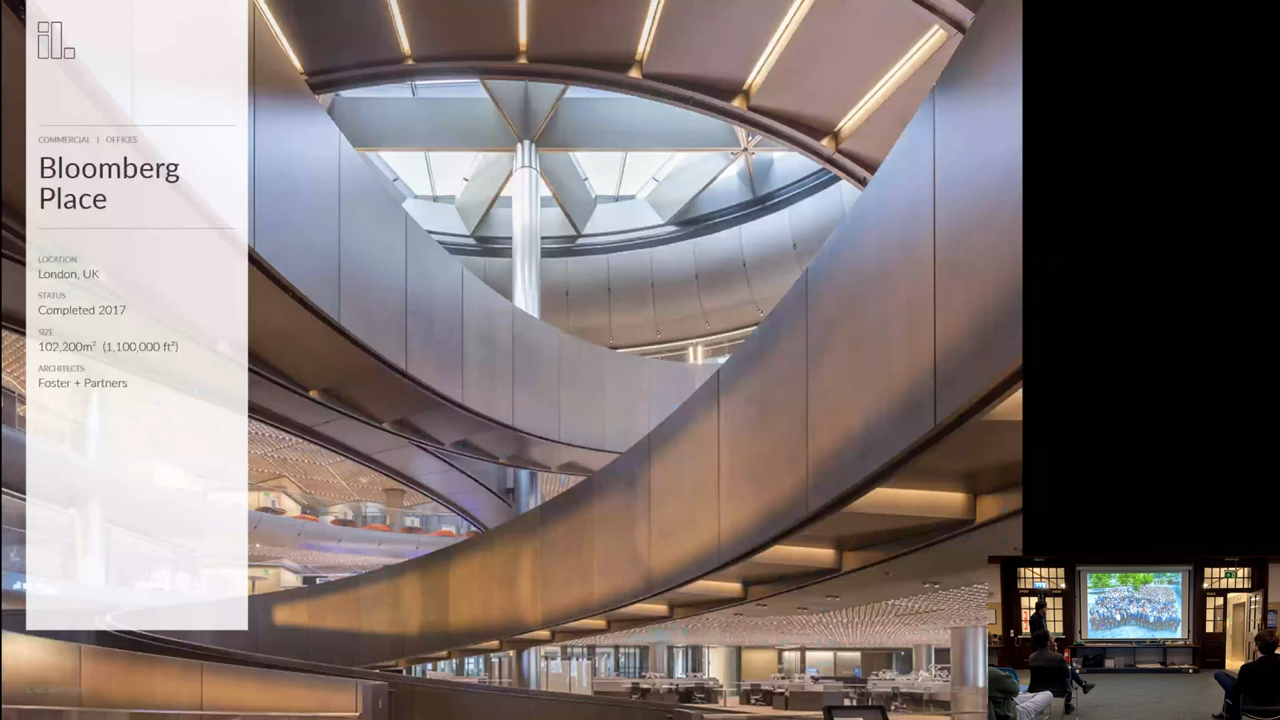 il.
COMMERCIAL | OFFICES
Bloomberg
Place
LOCATION
London, UK
STATUS
Completed 2017
SIZE
102,200m² (1,100,000 ft²)
ARCHITECTS
Foster + Partners